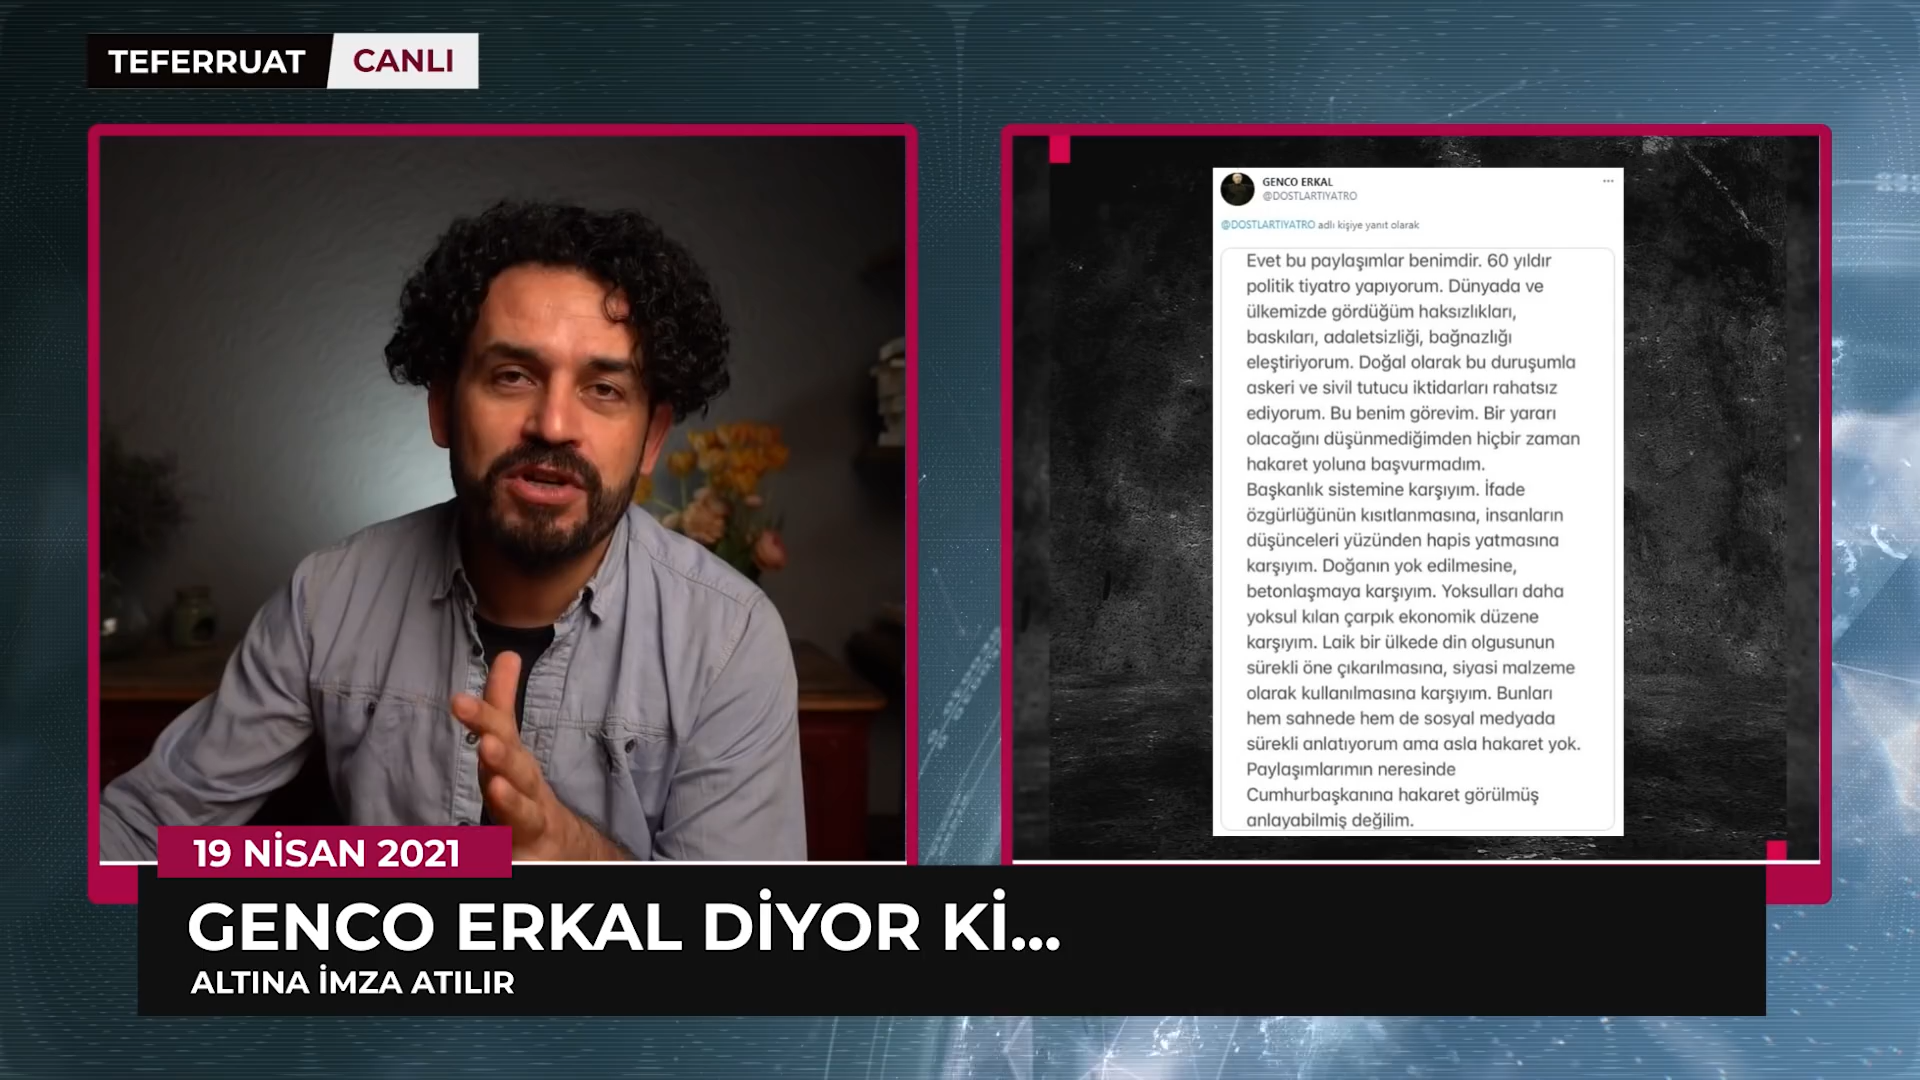 TEFERRUAT CANLI
GENCO ERKAL
@DOSTLARTIYATRO
@DOSTLARTIYATRO adlı kişiye yanıt olarak
Evet bu paylaşımlar benimdir. 60 yıldır
politik tiyatro yapıyorum. Dünyada ve
ülkemizde gördüğüm haksızlıkları,
baskıları, adaletsizliği, bağnazlığı
eleştiriyorum. Doğal olarak bu duruşumla
askeri ve sivil tutucu iktidarları rahatsız
ediyorum. Bu benim görevim. Bir yararı
olacağını düşünmediğimden hiçbir zaman
hakaret yoluna başvurmadım.
Başkanlık sistemine karşıyım. İfade
özgürlüğünün kısıtlanmasına, insanların
düşünceleri yüzünden hapis yatmasına
karşıyım. Doğanın yok edilmesine,
betonlaşmaya karşıyım. Yoksulları daha
yoksul kılan çarpık ekonomik düzene
karşıyım. Laik bir ülkede din olgusunun
sürekli öne çıkarılmasına, siyasi malzeme
olarak kullanılmasına karşıyım. Bunları
hem sahnede hem de sosyal medyada
sürekli anlatıyorum ama asla hakaret yok.
Paylaşımlarımın neresinde
Cumhurbaşkanına hakaret görülmüş
anlayabilmiş değilim.
19 NİSAN 2021
GENCO ERKAL DİYOR Kİ...
ALTINA İMZA ATILIR